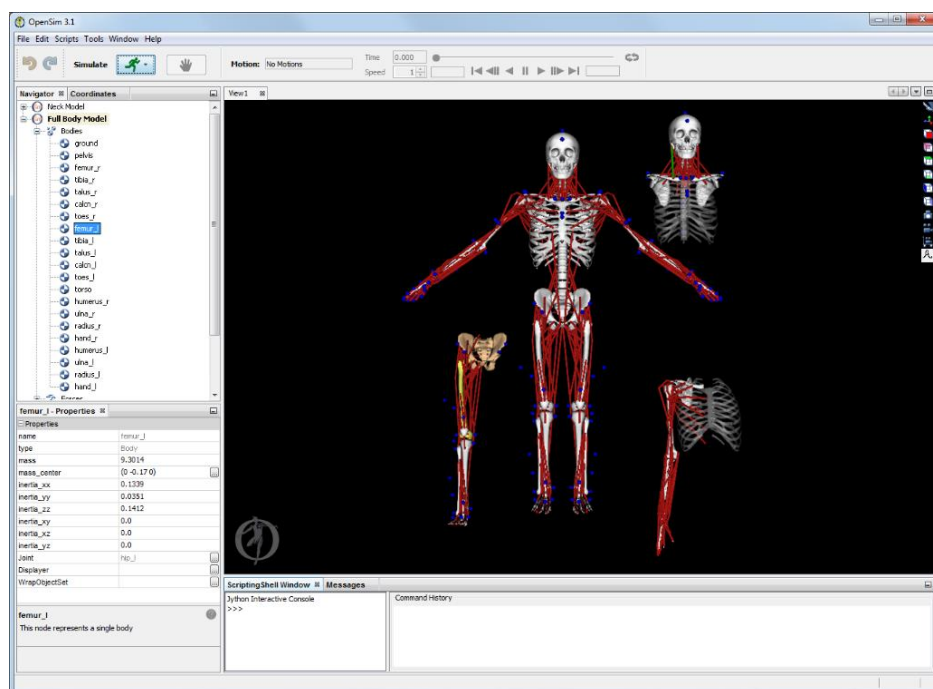 OpenSim 3.1
File Edit Scripts Tools Window Help
Simulate
Motion: No Motions
Time 0.000
Speed 1
Navigator Coordinates
View1
Neck Model
Full Body Model
Bodies
ground
pelvis
femur_r
tibia_r
talus_r
calcn_r
toes_r
femur_l
tibia_l
talus_l
calcn_l
toes_l
torso
humerus_r
ulna_r
radius_r
hand_r
humerus_l
ulna_l
radius_l
hand_l
Forces
femur_l - Properties
Properties
name femur_l
type Body
mass 9.3014
mass_center (0 -0.17 0)
inertia_xx 0.1339
inertia_yy 0.0351
inertia_zz 0.1412
inertia_xy 0.0
inertia_xz 0.0
inertia_yz 0.0
Joint hip_l
Displayer
WrapObjectSet
femur_l
This node represents a single body
ScriptingShell Window Messages
Jython Interactive Console
>>>
Command History